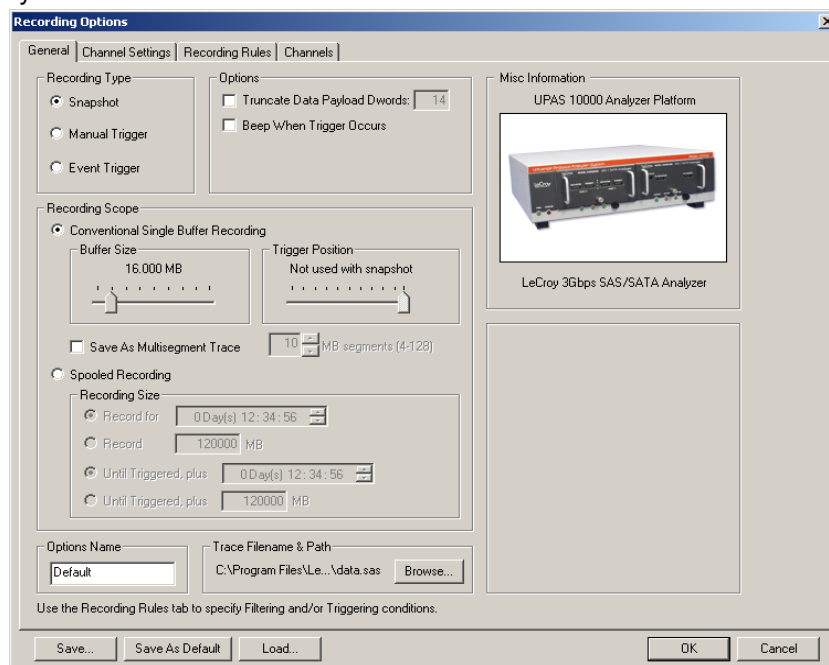 Recording Options
General
Channel Settings
Recording Rules
Channels
Recording Type
Snapshot
Manual Trigger
Event Trigger
Options
Truncate Data Payload Dwords: 14
Beep When Trigger Occurs
Misc Information
UPAS 10000 Analyzer Platform
LeCroy
LeCroy 3Gbps SAS/SATA Analyzer
Recording Scope
Conventional Single Buffer Recording
Buffer Size
16.000 MB
Trigger Position
Not used with snapshot
Save As Multisegment Trace
10 MB segments (4-128)
Spooled Recording
Recording Size
Record for 0 Day(s) 12:34:56
Record 120000 MB
Until Triggered, plus 0 Day(s) 12:34:56
Until Triggered, plus 120000 MB
Options Name
Default
Trace Filename & Path
C:\Program Files\Le...\data.sas Browse...
Use the Recording Rules tab to specify Filtering and/or Triggering conditions.
Save... Save As Default Load... OK Cancel